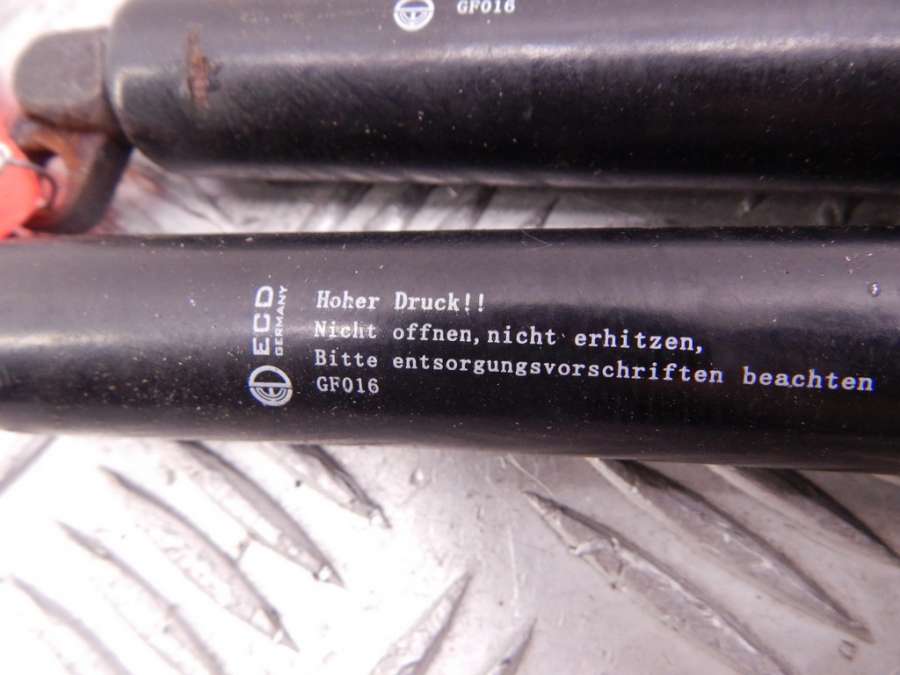 GF016
ECD
GERMANY
Hoher Druck!!
Nicht offnen, nicht erhitzen,
Bitte entsorgungsvorschriften beachten
GF016